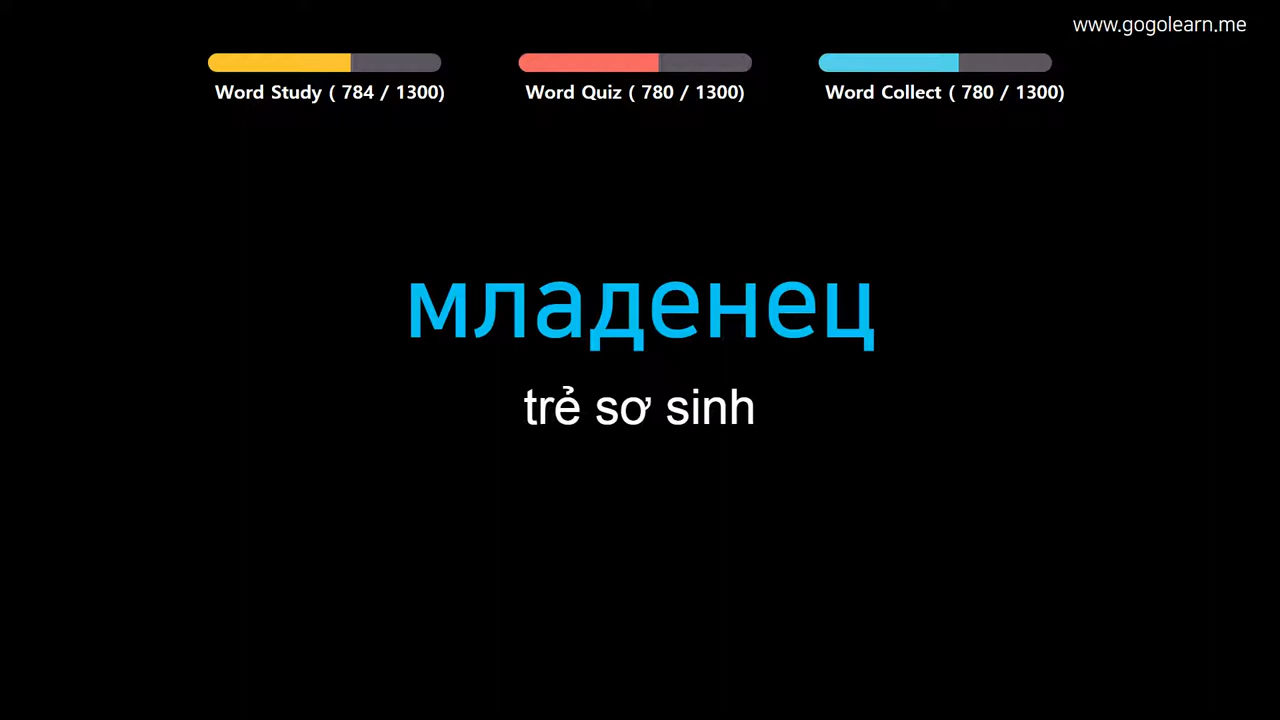 www.gogolearn.me
Word Study ( 784 / 1300)
Word Quiz ( 780 / 1300)
Word Collect ( 780 / 1300)
младенец
trẻ sơ sinh